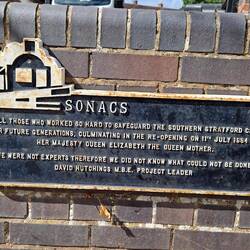 SONACS
ALL THOSE WHO WORKED SO HARD TO SAFEGUARD THE SOUTHERN STRATFORD
FUTURE GENERATIONS, CULMINATING IN THE RE-OPENING ON 11TH JULY
HER MAJESTY QUEEN ELIZABETH THE QUEEN MOTHER.
WE WERE NOT EXPERTS THEREFORE WE DID NOT KNOW WHAT COULD NOT BE DONE
DAVID HUTCHINGS M.B.E. PROJECT LEADER